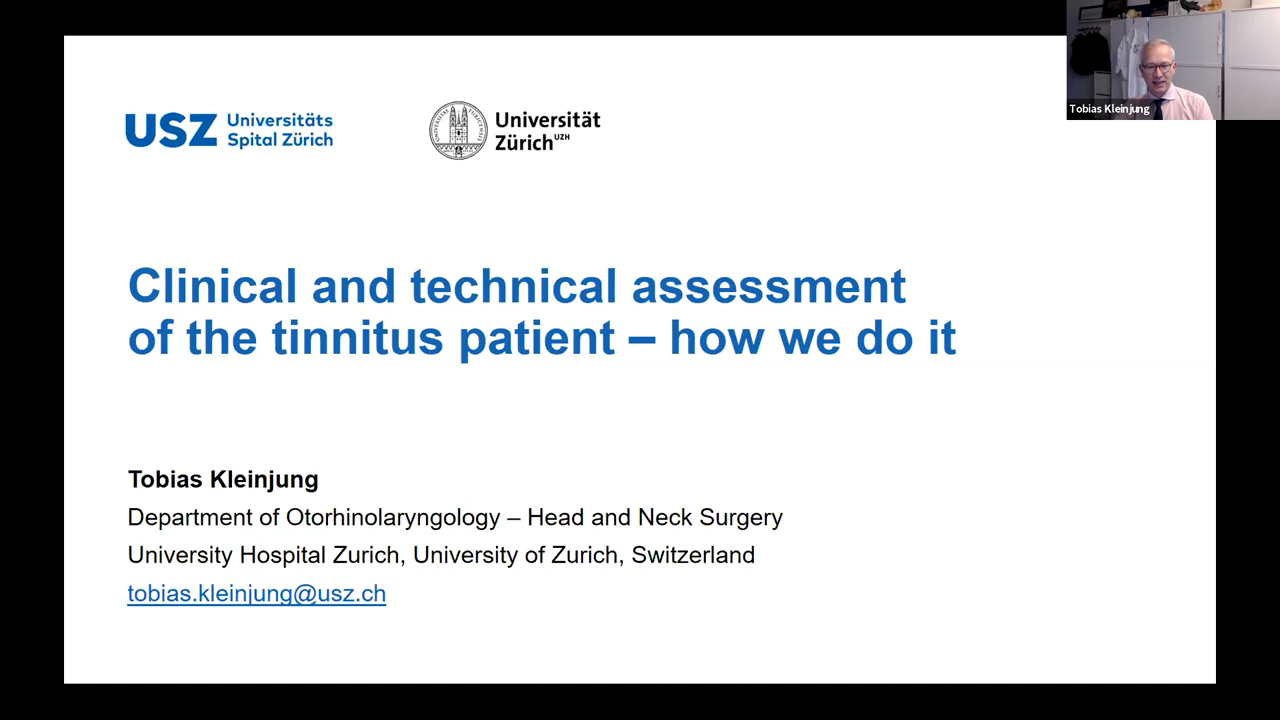 Tobias Kleinjung
USZ Universitäts
Spital Zürich
Universität
Zürich UZH
Clinical and technical assessment
of the tinnitus patient – how we do it
Tobias Kleinjung
Department of Otorhinolaryngology – Head and Neck Surgery
University Hospital Zurich, University of Zurich, Switzerland
tobias.kleinjung@usz.ch